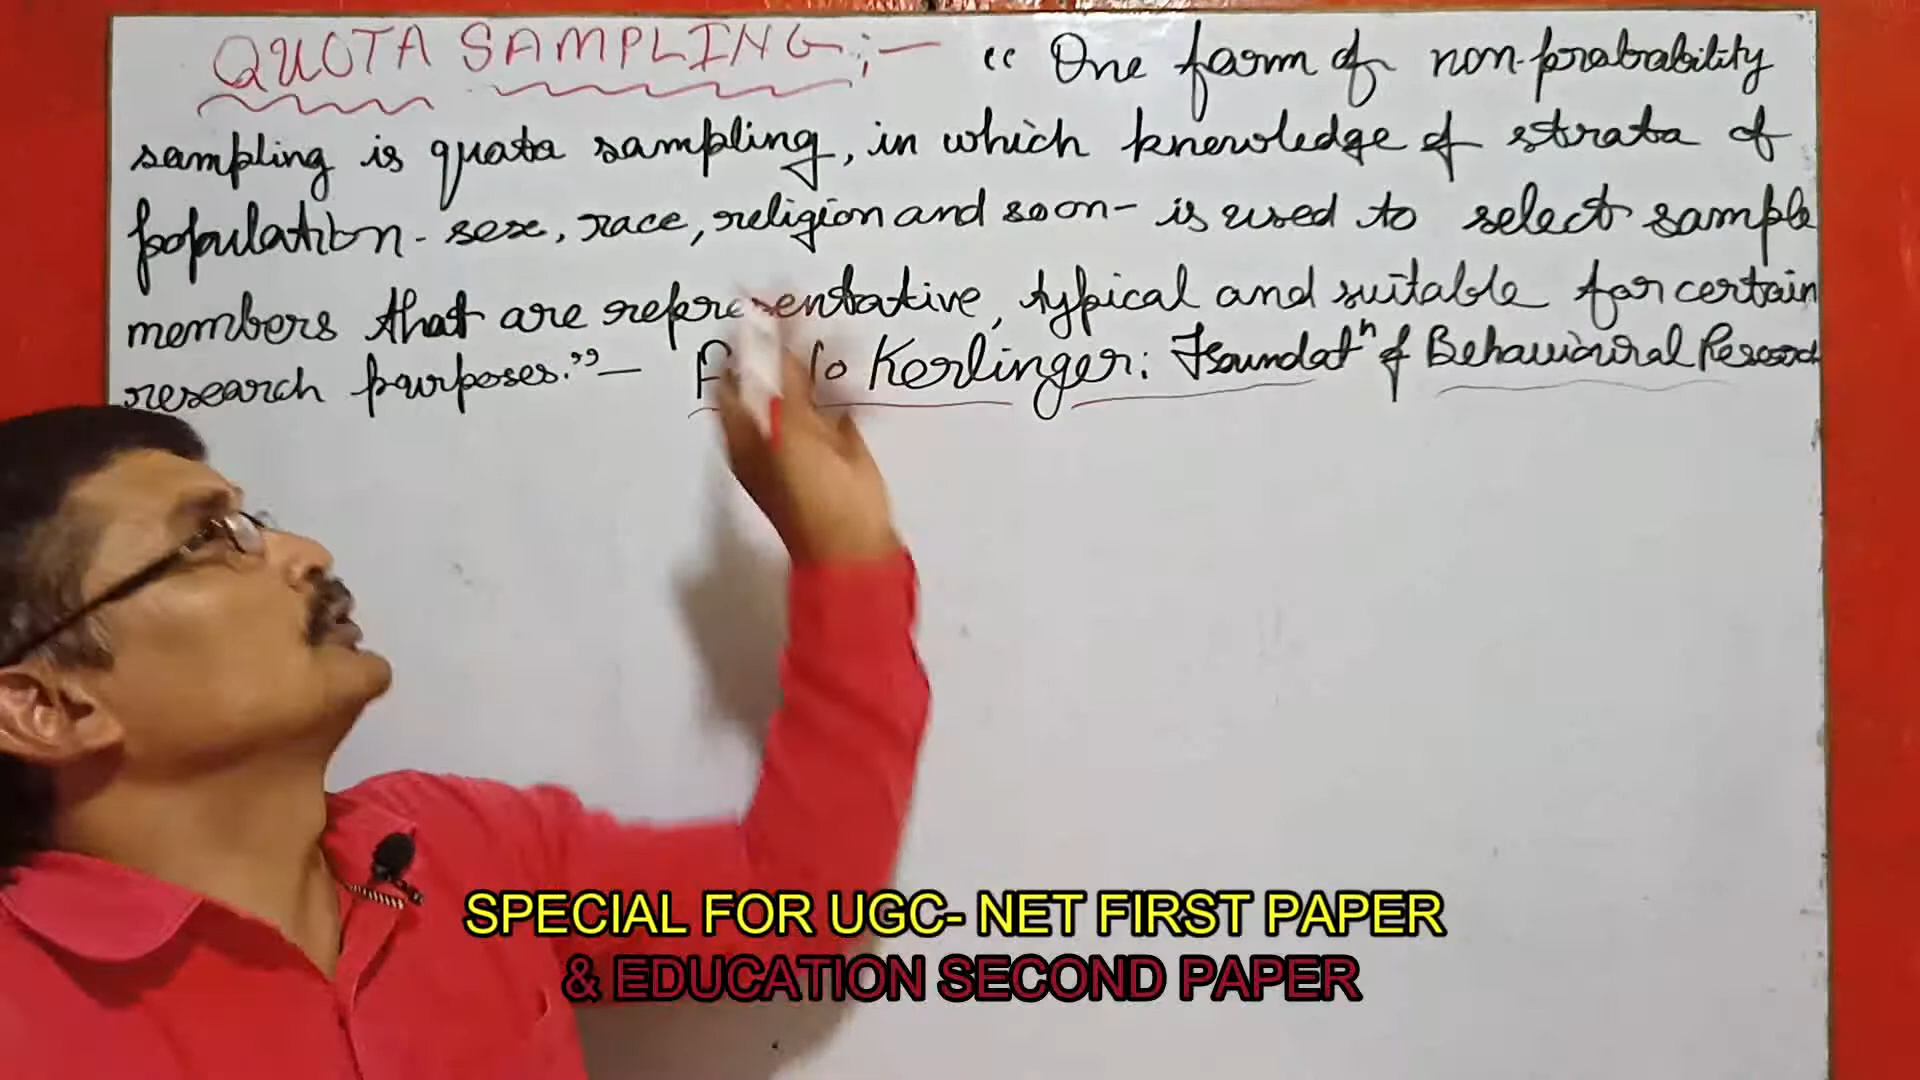 QUOTA SAMPLING;- “ One form of non-probability
sampling is quota sampling, in which knowledge of strata of
population - sex, race, religion and so on - is used to select sample
members that are representative, typical and suitable for certain
research purposes.” - Kerlinger: Foundatⁿ of Behavioural Research
SPECIAL FOR UGC- NET FIRST PAPER
& EDUCATION SECOND PAPER